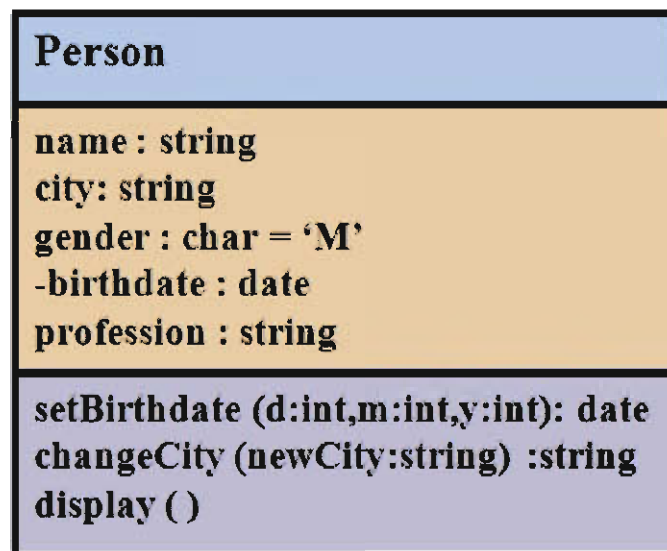 Person
name : string
city: string
gender : char = ‘M’
-birthdate : date
profession : string
setBirthdate (d:int,m:int,y:int): date
changeCity (newCity:string) :string
display ( )